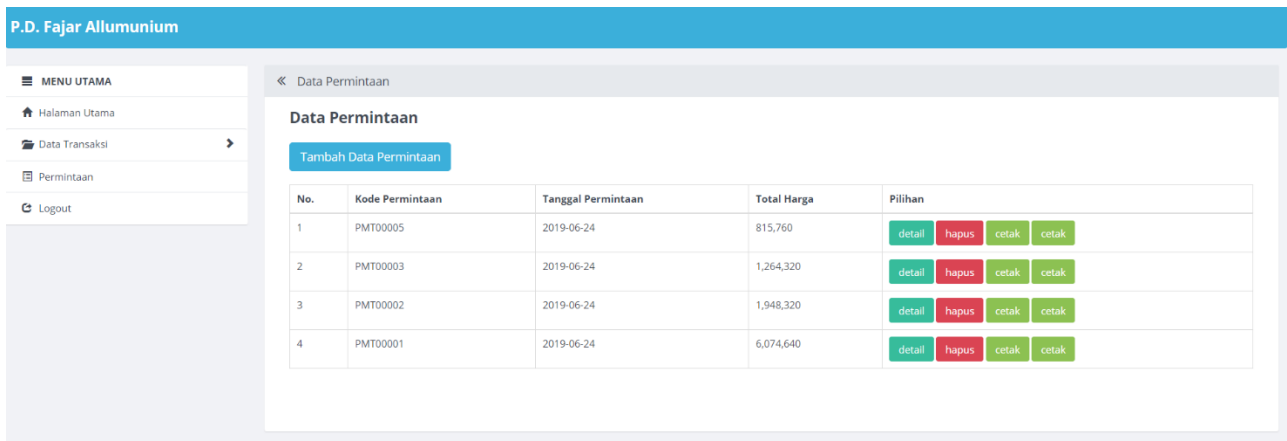 P.D. Fajar Allumunium
MENU UTAMA
Halaman Utama
Data Transaksi
Permintaan
Logout
Data Permintaan
Data Permintaan
Tambah Data Permintaan
No. Kode Permintaan Tanggal Permintaan Total Harga Pilihan
1 PMT00005 2019-06-24 815,760 detail hapus cetak cetak
2 PMT00003 2019-06-24 1,264,320 detail hapus cetak cetak
3 PMT00002 2019-06-24 1,948,320 detail hapus cetak cetak
4 PMT00001 2019-06-24 6,074,640 detail hapus cetak cetak